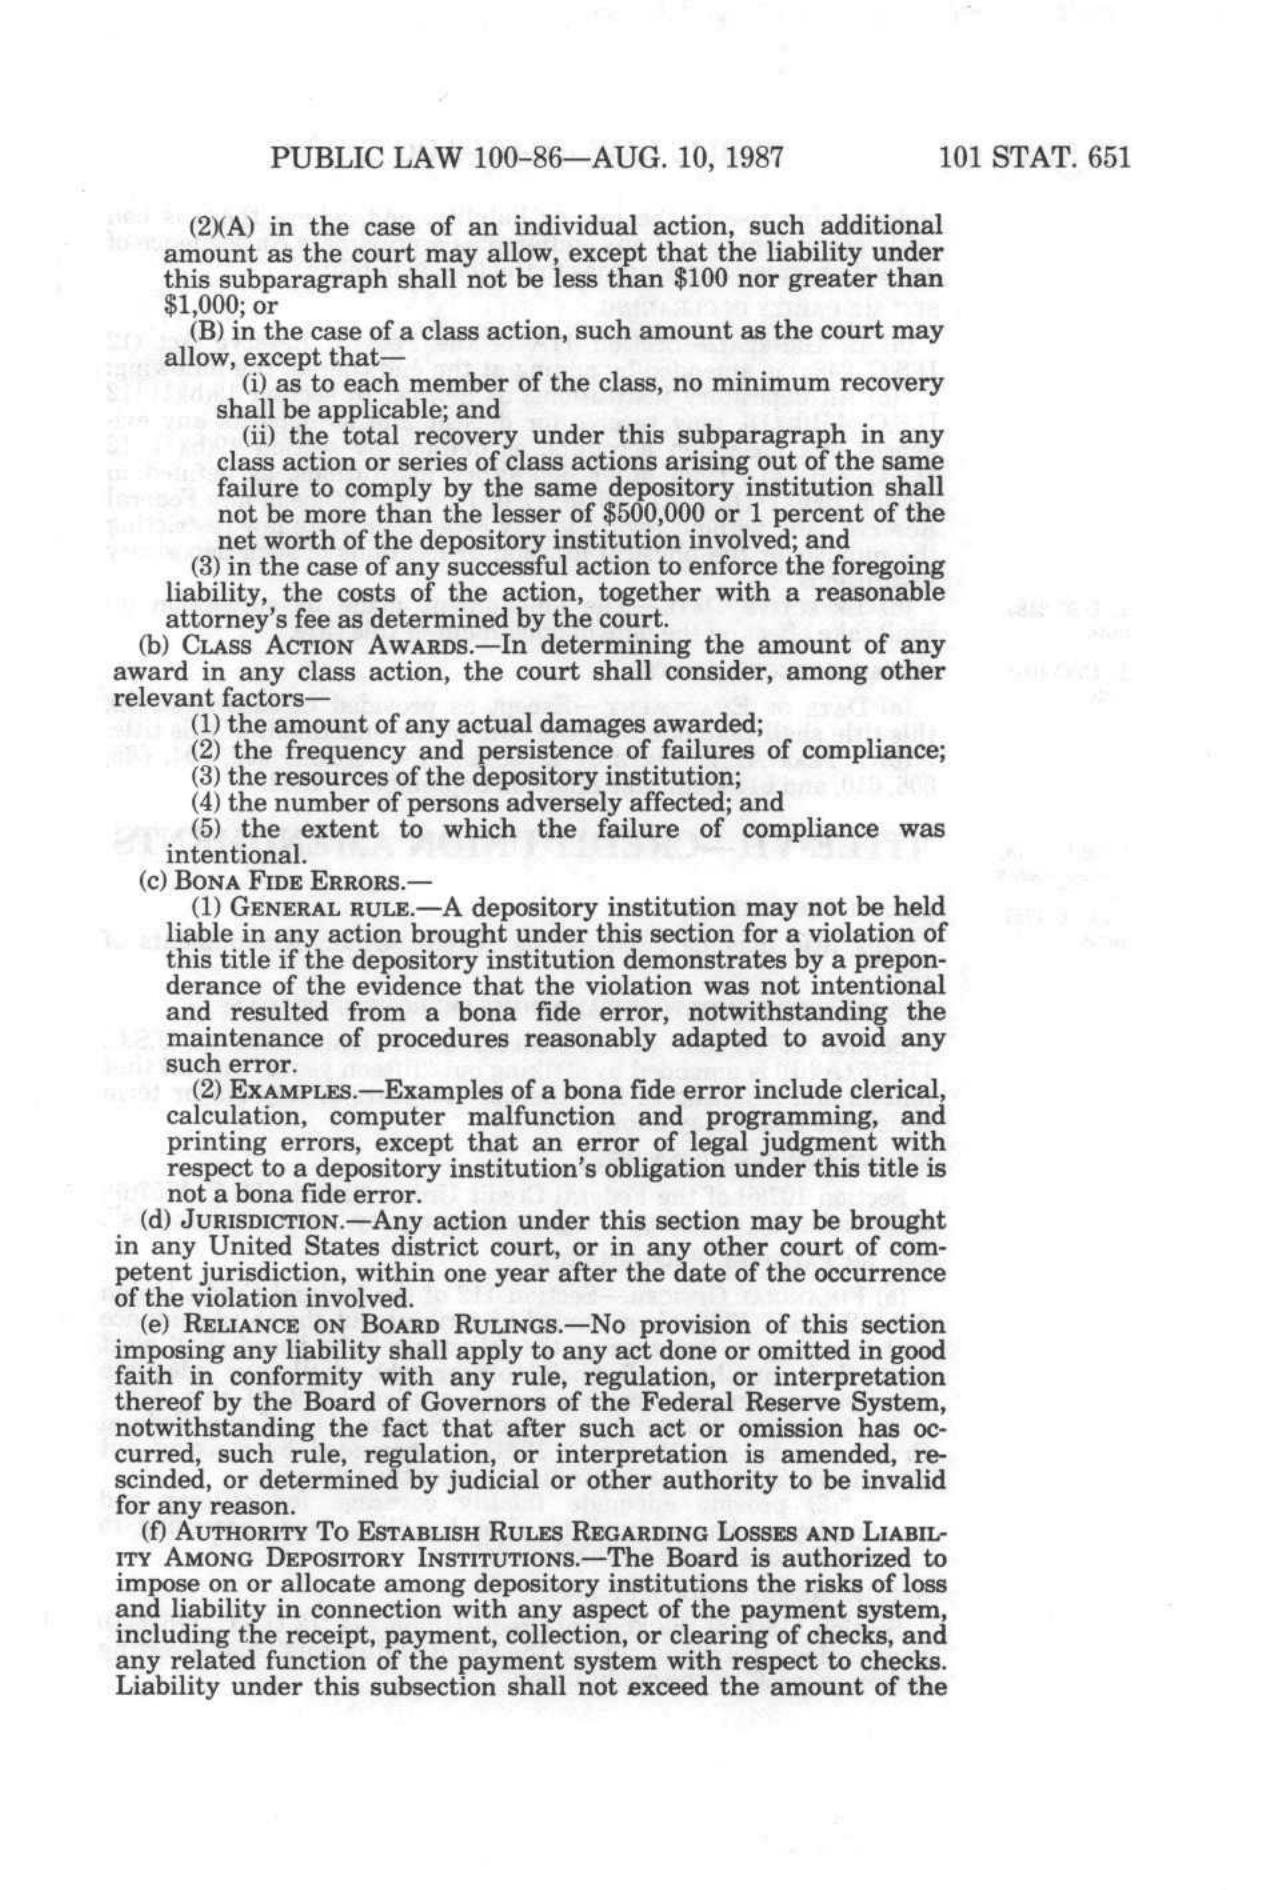 PUBLIC LAW 100-86—AUG. 10, 1987 101 STAT. 651
(2)(A) in the case of an individual action, such additional
amount as the court may allow, except that the liability under
this subparagraph shall not be less than $100 nor greater than
$1,000; or
(B) in the case of a class action, such amount as the court may
allow, except that—
(i) as to each member of the class, no minimum recovery
shall be applicable; and
(ii) the total recovery under this subparagraph in any
class action or series of class actions arising out of the same
failure to comply by the same depository institution shall
not be more than the lesser of $500,000 or 1 percent of the
net worth of the depository institution involved; and
(3) in the case of any successful action to enforce the foregoing
liability, the costs of the action, together with a reasonable
attorney's fee as determined by the court.
(b) CLASS ACTION AWARDS.—In determining the amount of any
award in any class action, the court shall consider, among other
relevant factors—
(1) the amount of any actual damages awarded;
(2) the frequency and persistence of failures of compliance;
(3) the resources of the depository institution;
(4) the number of persons adversely affected; and
(5) the extent to which the failure of compliance was
intentional.
(c) BONA FIDE ERRORS.—
(1) GENERAL RULE.—A depository institution may not be held
liable in any action brought under this section for a violation of
this title if the depository institution demonstrates by a prepon-
derance of the evidence that the violation was not intentional
and resulted from a bona fide error, notwithstanding the
maintenance of procedures reasonably adapted to avoid any
such error.
(2) EXAMPLES.—Examples of a bona fide error include clerical,
calculation, computer malfunction and programming, and
printing errors, except that an error of legal judgment with
respect to a depository institution's obligation under this title is
not a bona fide error.
(d) JURISDICTION.—Any action under this section may be brought
in any United States district court, or in any other court of com-
petent jurisdiction, within one year after the date of the occurrence
of the violation involved.
(e) RELIANCE ON BOARD RULINGS.—No provision of this section
imposing any liability shall apply to any act done or omitted in good
faith in conformity with any rule, regulation, or interpretation
thereof by the Board of Governors of the Federal Reserve System,
notwithstanding the fact that after such act or omission has oc-
curred, such rule, regulation, or interpretation is amended, re-
scinded, or determined by judicial or other authority to be invalid
for any reason.
(f) AUTHORITY TO ESTABLISH RULES REGARDING LOSSES AND LIABIL-
ITY AMONG DEPOSITORY INSTITUTIONS.—The Board is authorized to
impose on or allocate among depository institutions the risks of loss
and liability in connection with any aspect of the payment system,
including the receipt, payment, collection, or clearing of checks, and
any related function of the payment system with respect to checks.
Liability under this subsection shall not exceed the amount of the